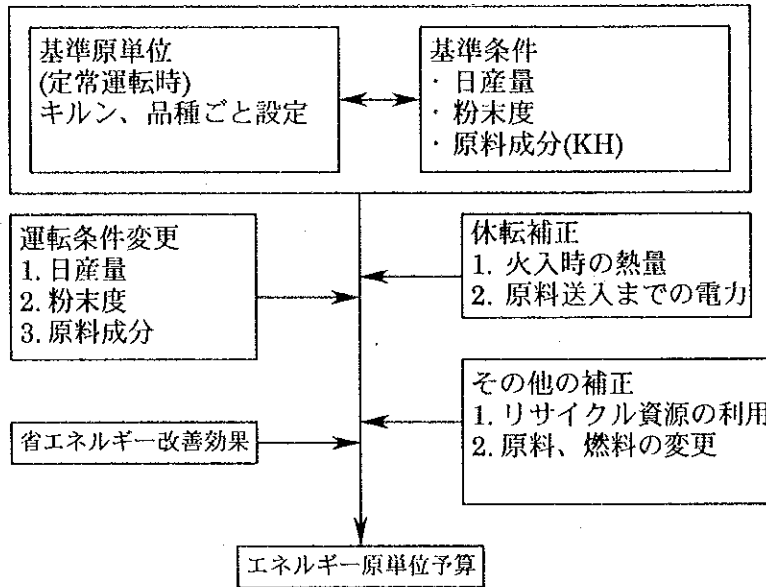 基準原単位
(定常運転時)
キルン、品種ごと設定
基準条件
・日産量
・粉末度
・原料成分(KH)
運転条件変更
1. 日産量
2. 粉末度
3. 原料成分
休転補正
1. 火入時の熱量
2. 原料送入までの電力
その他の補正
1. リサイクル資源の利用
2. 原料、燃料の変更
省エネルギー改善効果
エネルギー原単位予算